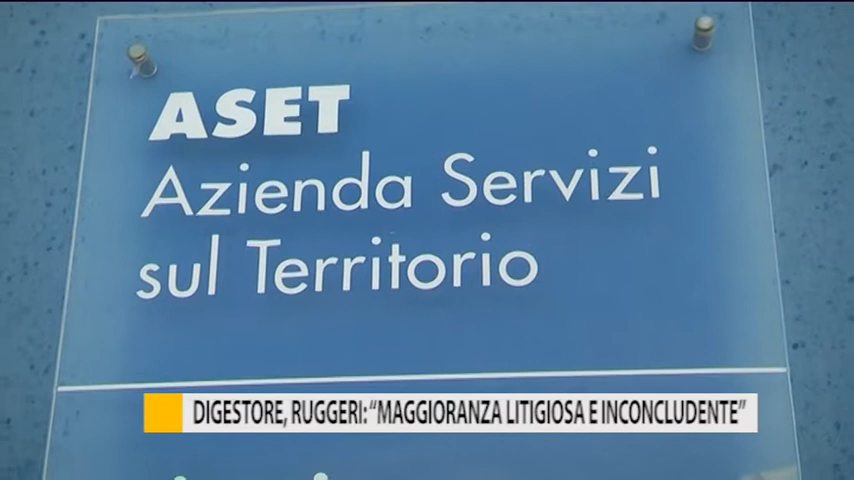 ASET
Azienda Servizi
sul Territorio
DIGESTORE, RUGGERI: “MAGGIORANZA LITIGIOSA E INCONCLUDENTE”